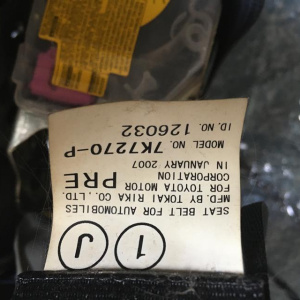 1 J
SEAT BELT FOR AUTOMOBILES
MFD. BY TOKAI RIKA CO., LTD.
FOR TOYOTA MOTOR
CORPORATION PRE
IN JANUARY 2007
MODEL NO. 7K7270-P
ID. NO. 126032